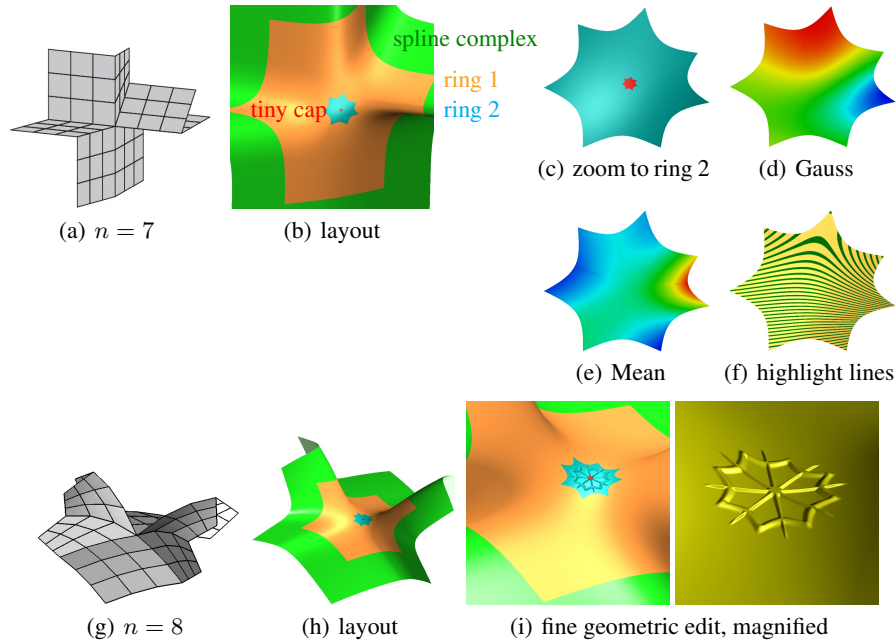 spline complex
ring 1
tiny cap
ring 2
(a) n = 7
(b) layout
(c) zoom to ring 2
(d) Gauss
(e) Mean
(f) highlight lines
(g) n = 8
(h) layout
(i) fine geometric edit, magnified